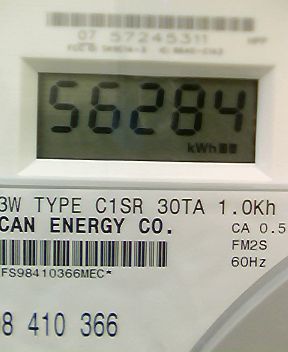 07 57245311
56284
kWh
3W TYPE C1SR 30TA 1.0Kh
CAN ENERGY CO.
CA 0.5
FM2S
FS98410366MEC*
60Hz
98 410 366